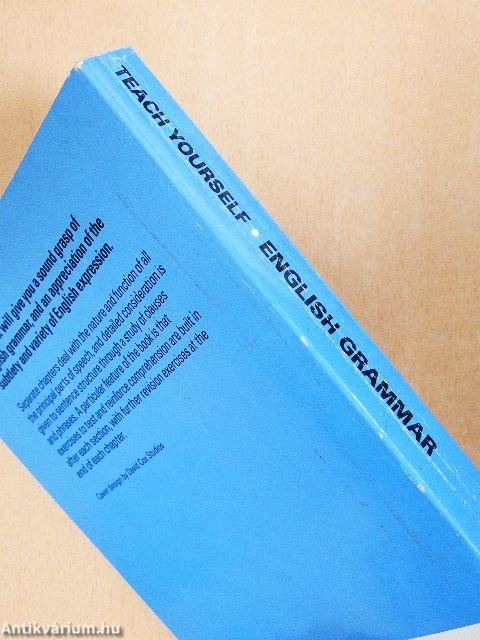 TEACH YOURSELF • ENGLISH GRAMMAR
will give you a sound grasp of
grammar, and an appreciation of the
subtlety and variety of English expression.
Separate chapters deal with the nature and function of all
the principal parts of speech, and detailed consideration is
given to sentence structure through a study of clauses
and phrases. A particular feature of the book is that
exercises to test and reinforce comprehension are built in
after each section, with further revision exercises at the
end of each chapter.
Cover design by David Cox Studios
Antikvárium.hu